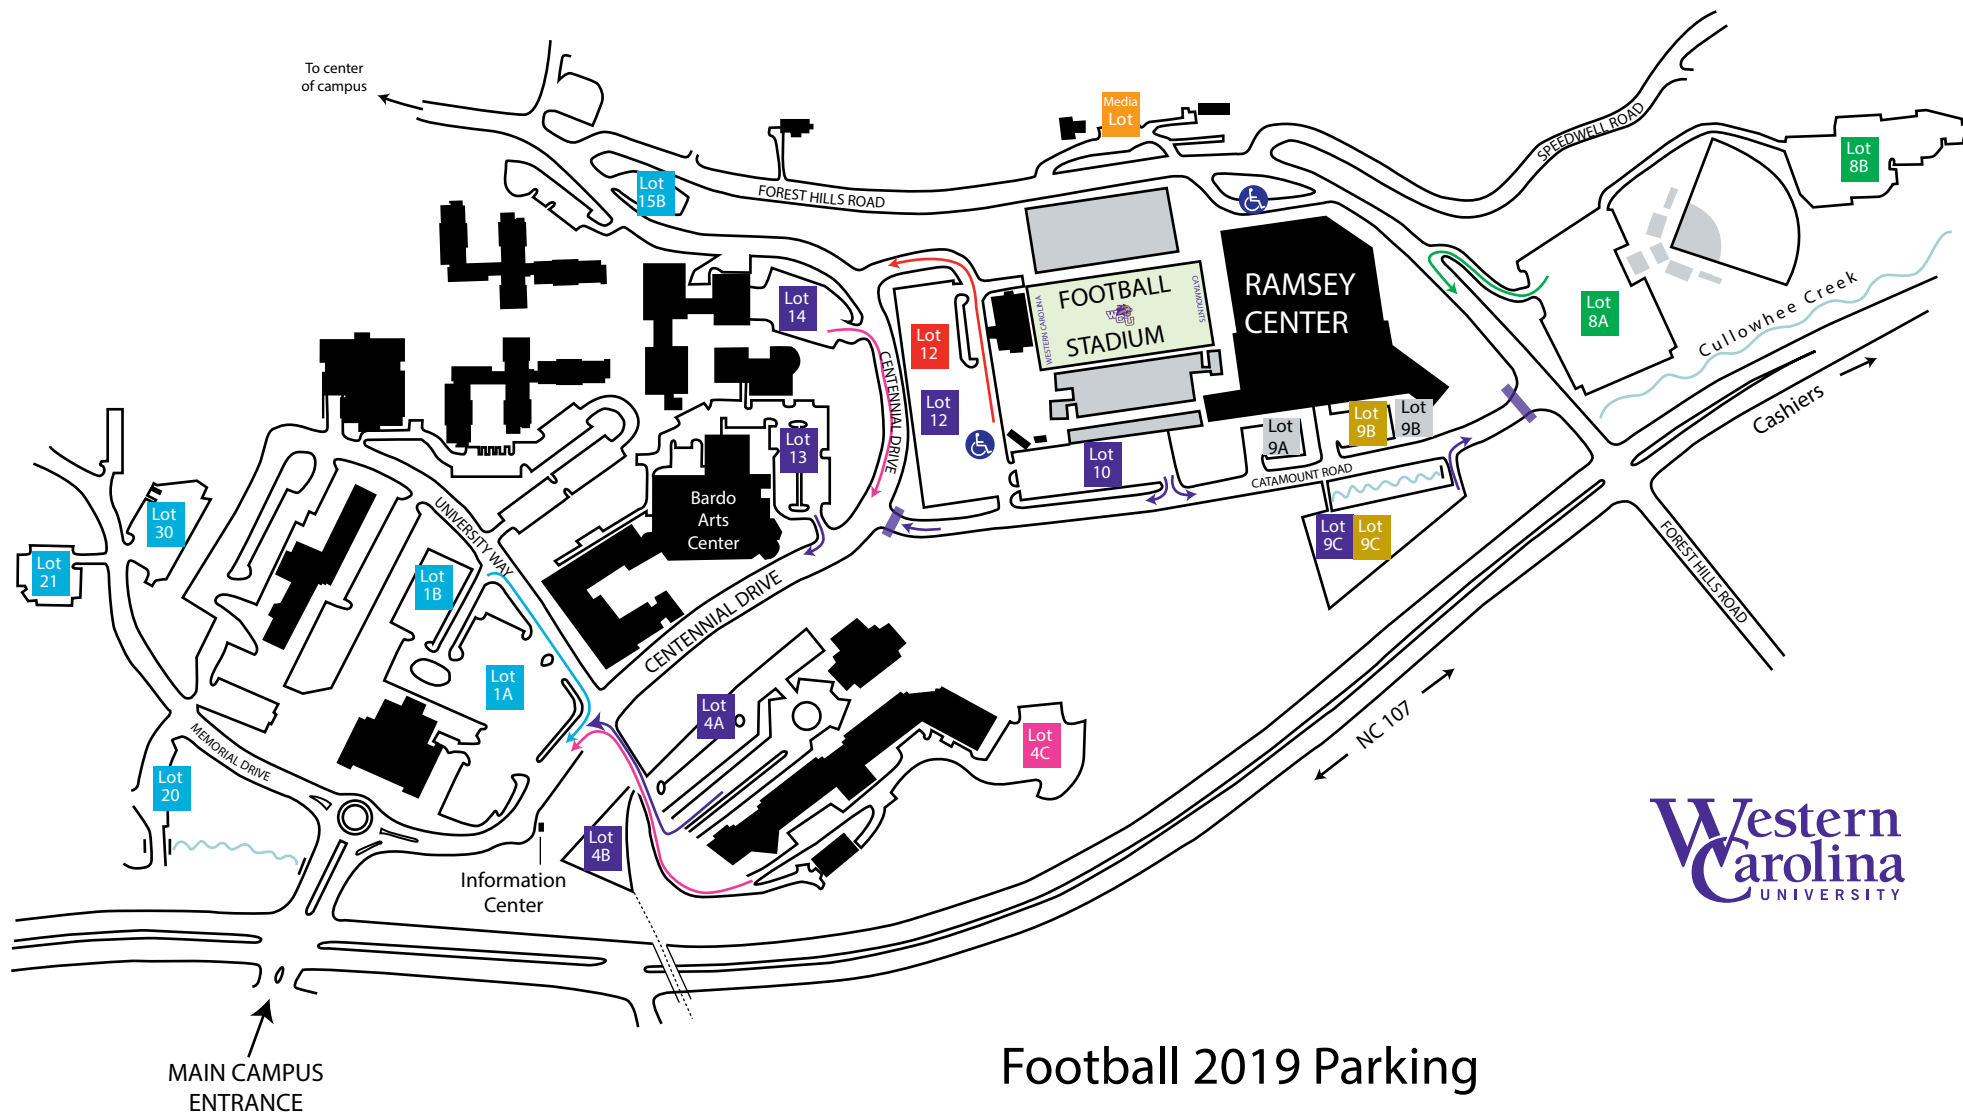 To center
of campus
Media
Lot
SPEEDWELL ROAD
Lot
8B
Lot
15B
FOREST HILLS ROAD
Lot
14
Lot
12
WESTERN CAROLINA
FOOTBALL
WCU
STADIUM
CATAMOUNTS
RAMSEY
CENTER
Lot
8A
Cullowhee Creek
Cashiers
CENTENNIAL DRIVE
Lot
12
Lot
13
Lot
10
Lot
9A
Lot
9B
Lot
9B
CATAMOUNT ROAD
Lot
9C
Lot
9C
FOREST HILLS ROAD
Lot
30
Lot
21
UNIVERSITY WAY
Bardo
Arts
Center
Lot
1B
CENTENNIAL DRIVE
Lot
1A
Lot
4A
Lot
4C
NC 107
MEMORIAL DRIVE
Lot
20
Lot
4B
Information
Center
Western
Carolina
UNIVERSITY
MAIN CAMPUS
ENTRANCE
Football 2019 Parking